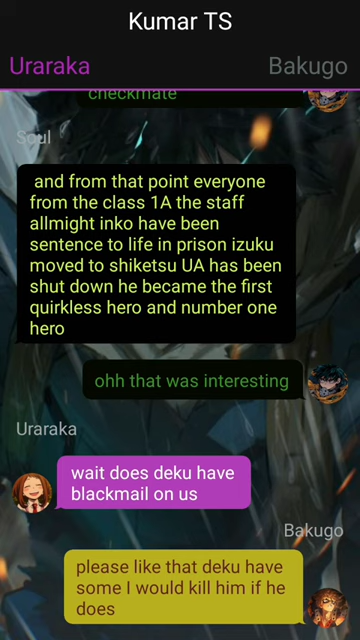 Kumar TS
Uraraka
Bakugo
checkmate
Soul
and from that point everyone
from the class 1A the staff
allmight inko have been
sentence to life in prison izuku
moved to shiketsu UA has been
shut down he became the first
quirkless hero and number one
hero
ohh that was interesting
Uraraka
wait does deku have
blackmail on us
Bakugo
please like that deku have
some I would kill him if he
does